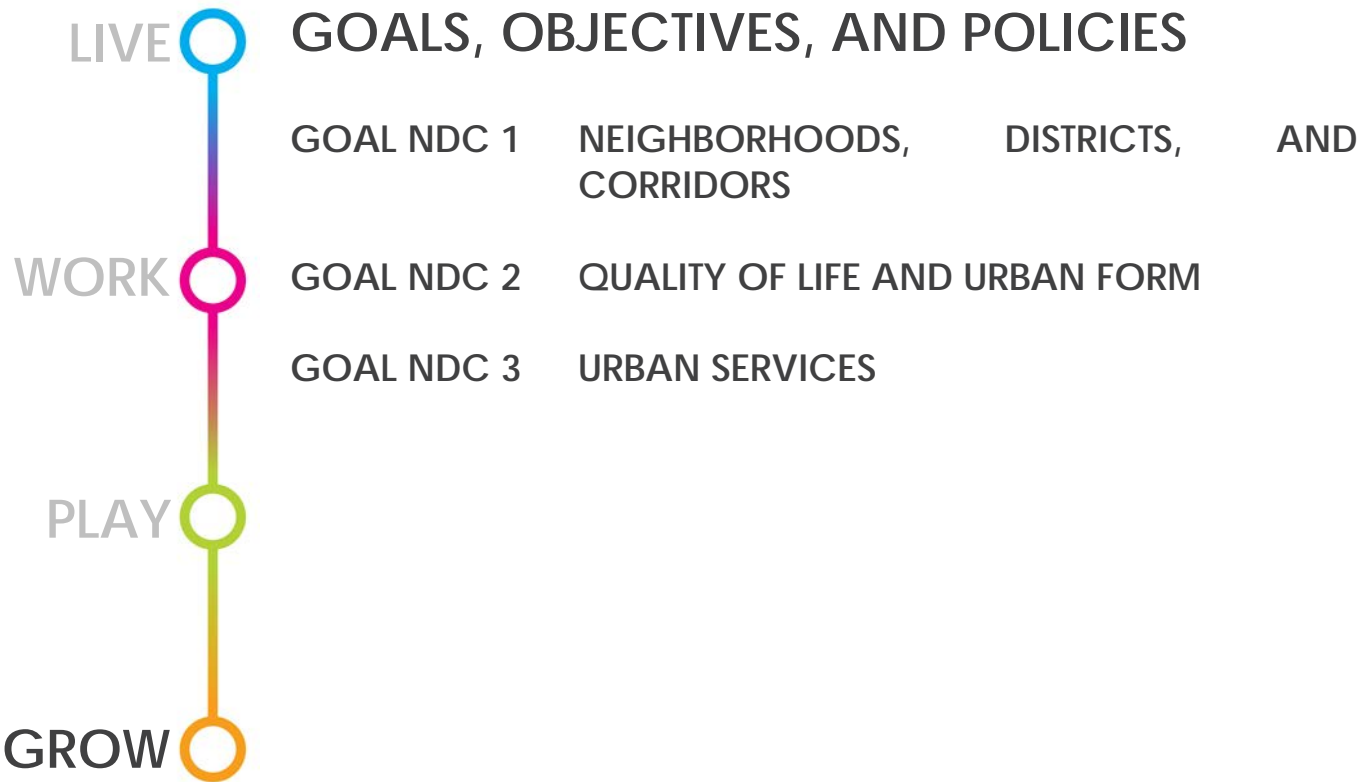 LIVE
GOALS, OBJECTIVES, AND POLICIES
GOAL NDC 1 NEIGHBORHOODS, DISTRICTS, AND
CORRIDORS
WORK
GOAL NDC 2 QUALITY OF LIFE AND URBAN FORM
GOAL NDC 3 URBAN SERVICES
PLAY
GROW